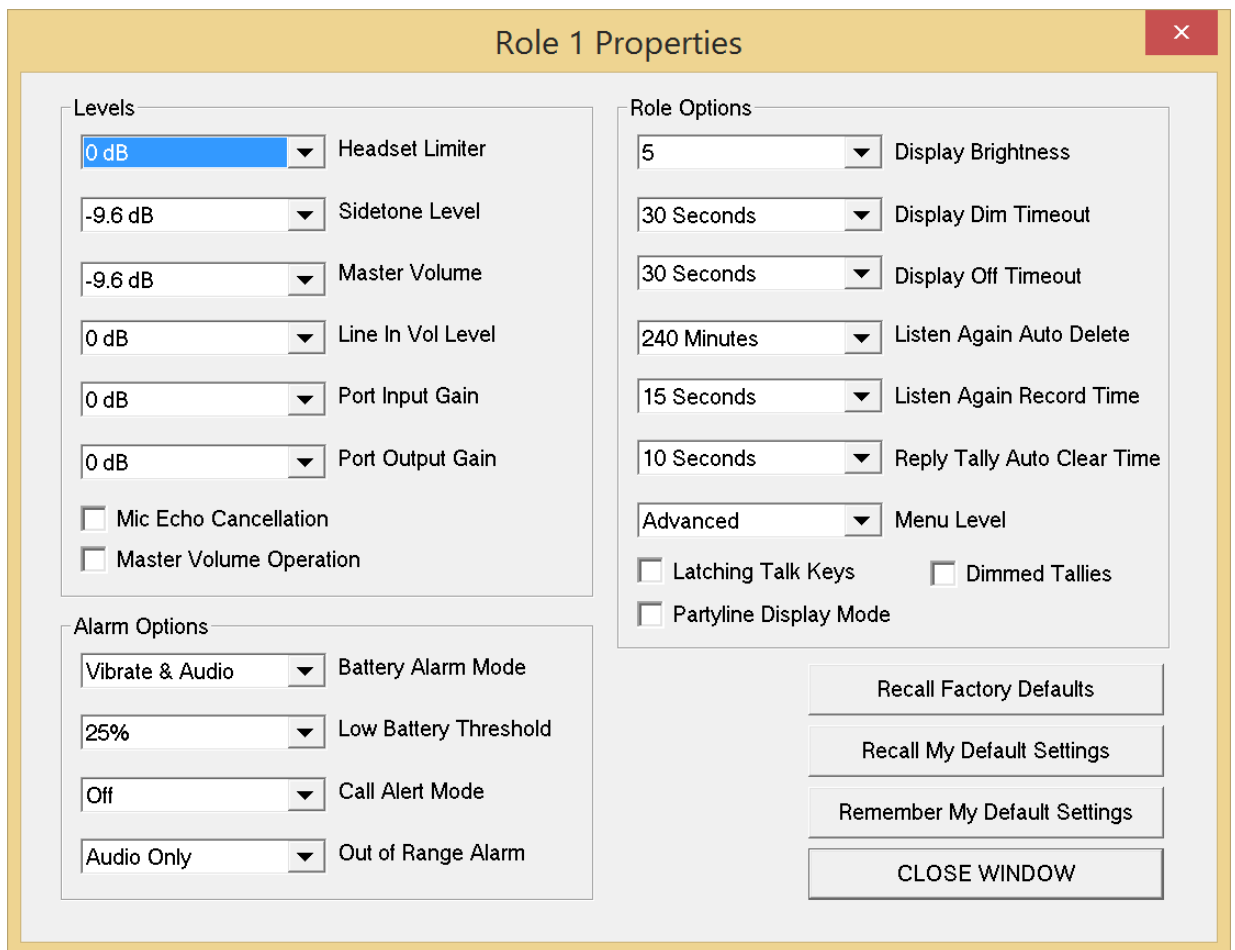 Role 1 Properties
Levels
0 dB Headset Limiter
-9.6 dB Sidetone Level
-9.6 dB Master Volume
0 dB Line In Vol Level
0 dB Port Input Gain
0 dB Port Output Gain
Mic Echo Cancellation
Master Volume Operation
Alarm Options
Vibrate & Audio Battery Alarm Mode
25% Low Battery Threshold
Off Call Alert Mode
Audio Only Out of Range Alarm
Role Options
5 Display Brightness
30 Seconds Display Dim Timeout
30 Seconds Display Off Timeout
240 Minutes Listen Again Auto Delete
15 Seconds Listen Again Record Time
10 Seconds Reply Tally Auto Clear Time
Advanced Menu Level
Latching Talk Keys Dimmed Tallies
Partyline Display Mode
Recall Factory Defaults
Recall My Default Settings
Remember My Default Settings
CLOSE WINDOW